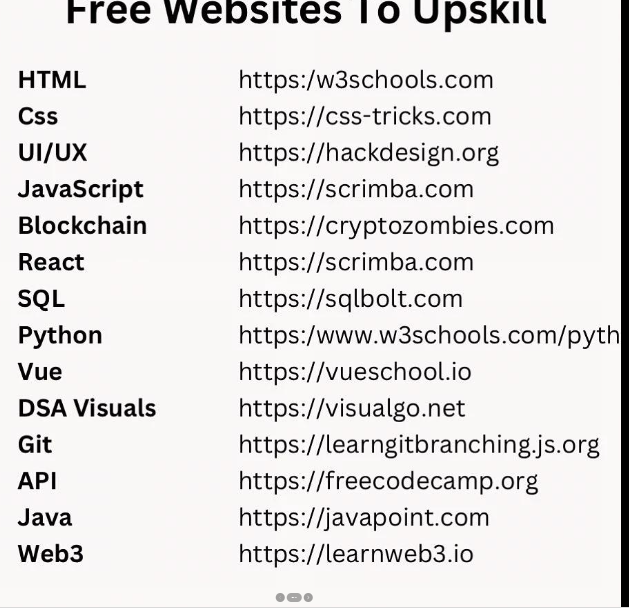 Free Websites To Upskill
HTML https:/w3schools.com
Css https://css-tricks.com
UI/UX https://hackdesign.org
JavaScript https://scrimba.com
Blockchain https://cryptozombies.com
React https://scrimba.com
SQL https://sqlbolt.com
Python https:/www.w3schools.com/pyth
Vue https://vueschool.io
DSA Visuals https://visualgo.net
Git https://learngitbranching.js.org
API https://freecodecamp.org
Java https://javapoint.com
Web3 https://learnweb3.io